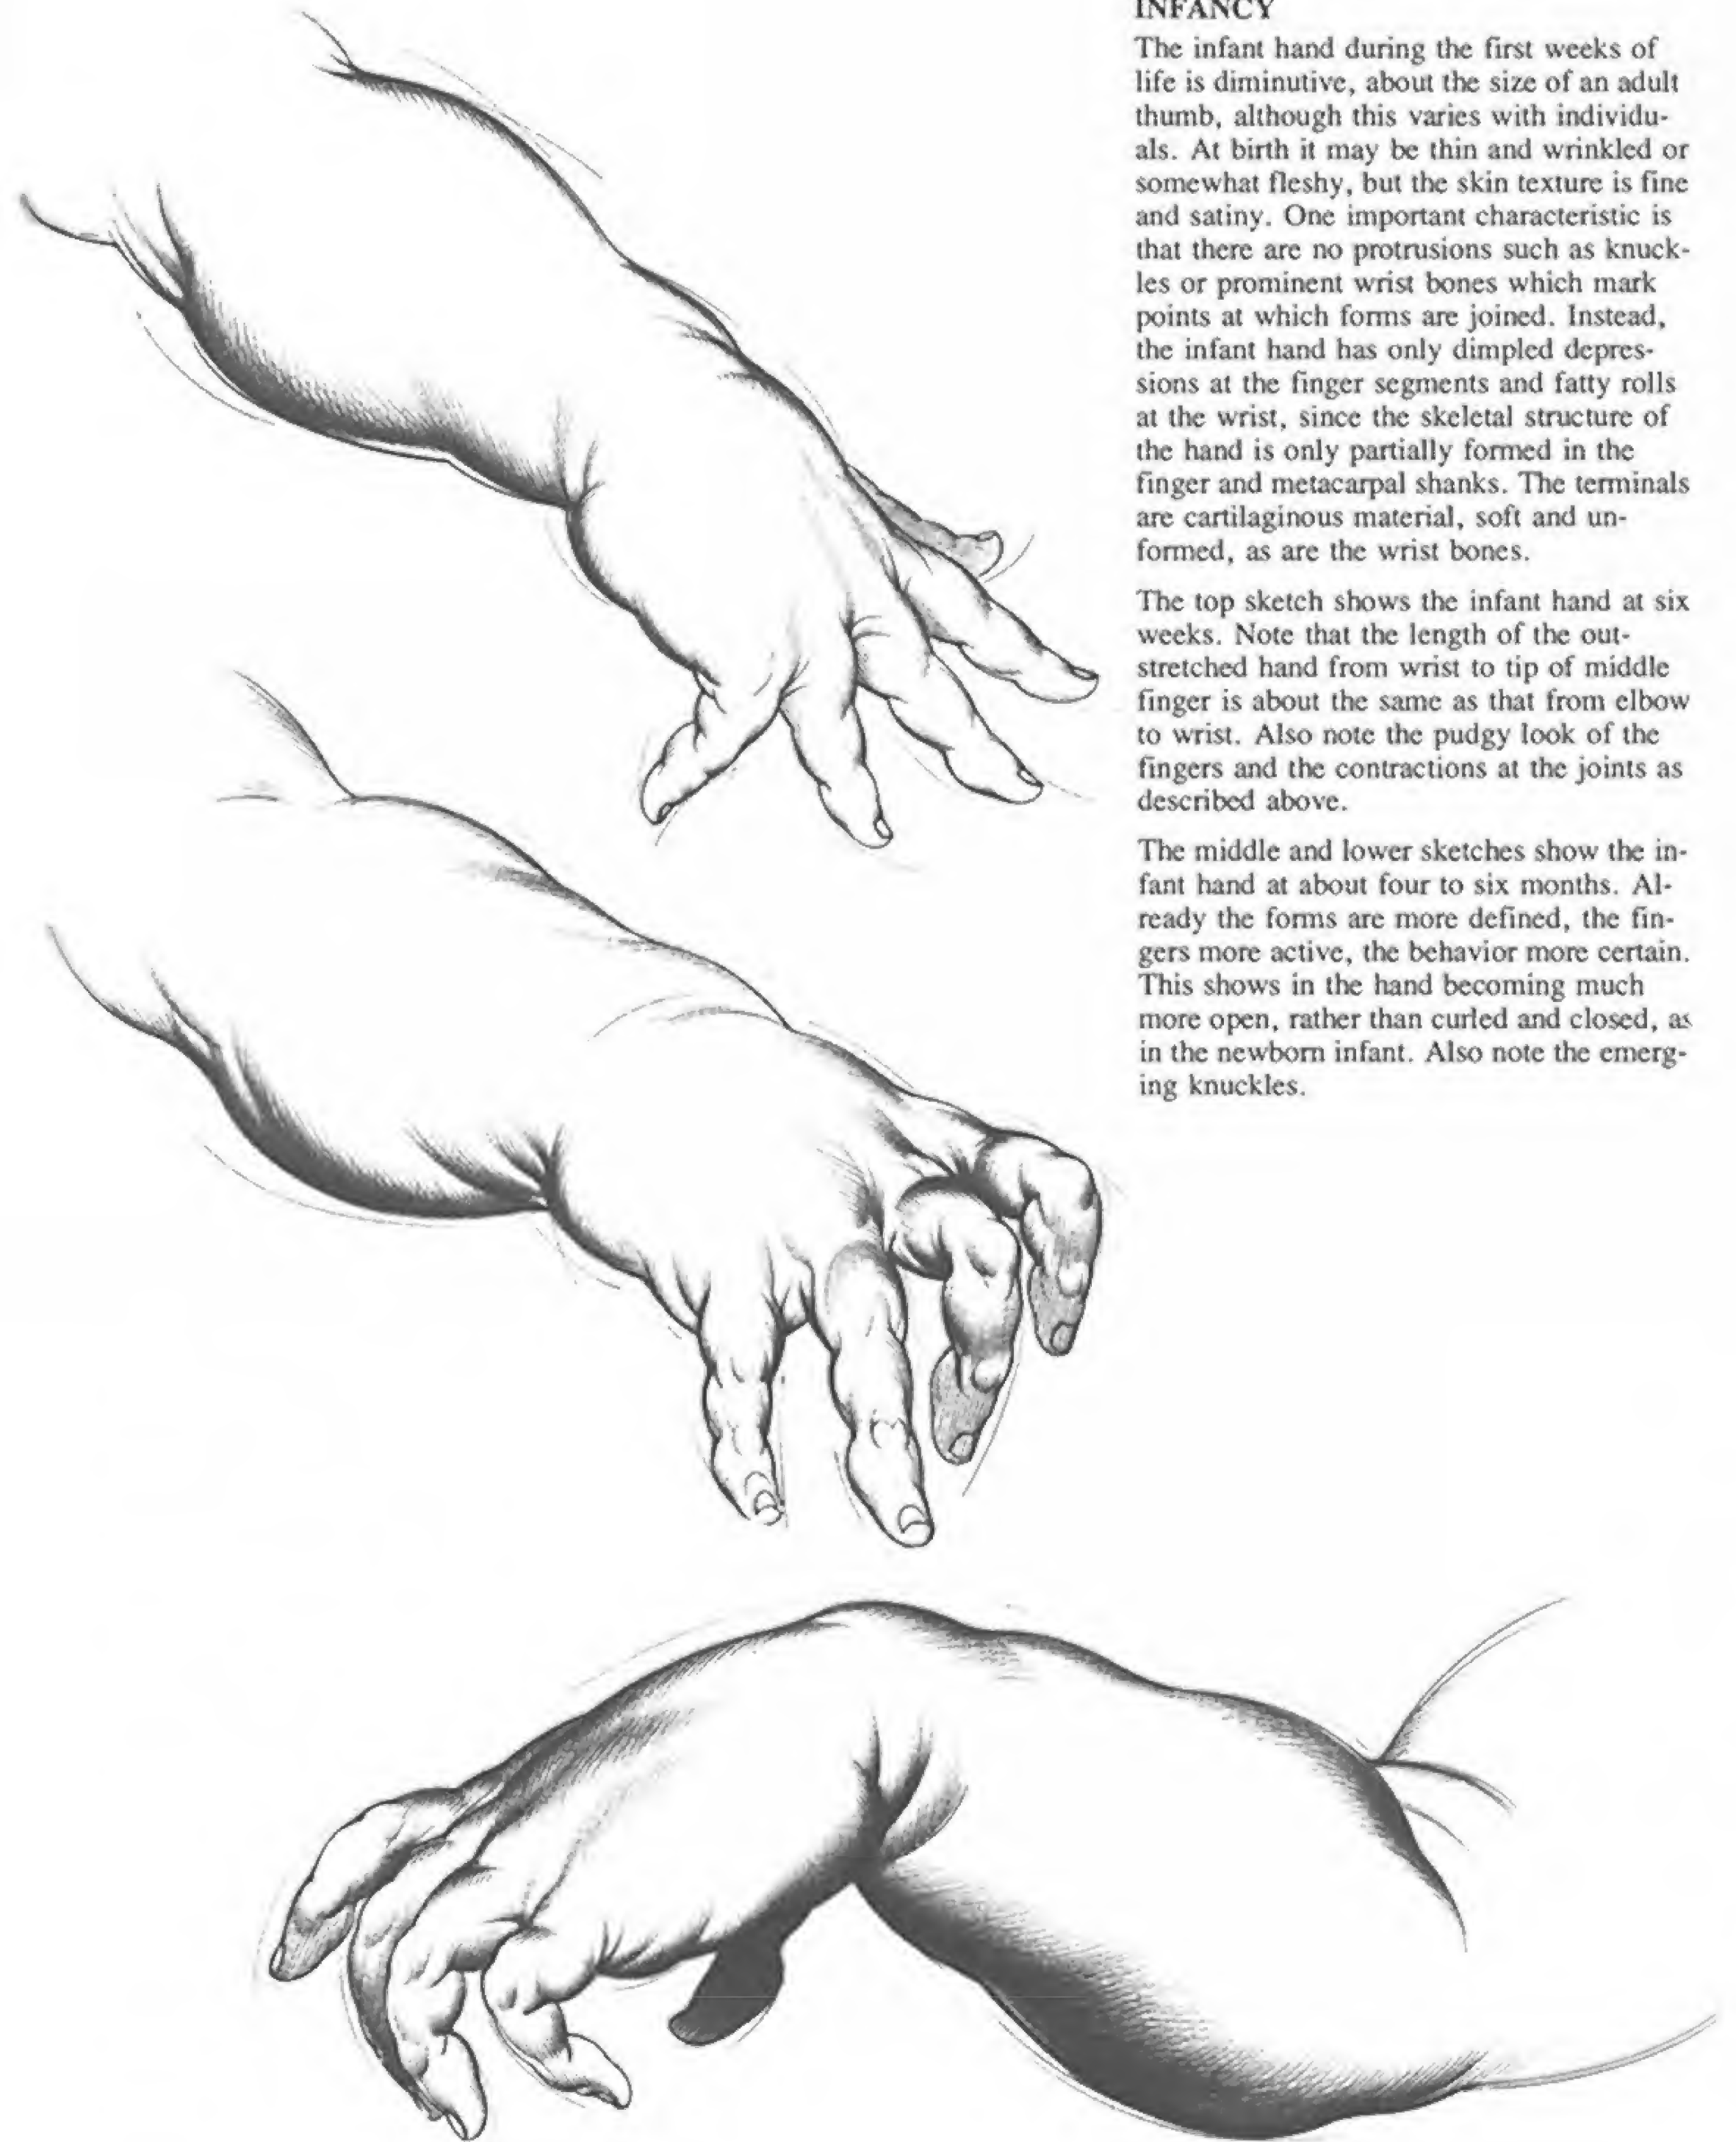 INFANCY
The infant hand during the first weeks of
life is diminutive, about the size of an adult
thumb, although this varies with individu-
als. At birth it may be thin and wrinkled or
somewhat fleshy, but the skin texture is fine
and satiny. One important characteristic is
that there are no protrusions such as knuck-
les or prominent wrist bones which mark
points at which forms are joined. Instead,
the infant hand has only dimpled depres-
sions at the finger segments and fatty rolls
at the wrist, since the skeletal structure of
the hand is only partially formed in the
finger and metacarpal shanks. The terminals
are cartilaginous material, soft and un-
formed, as are the wrist bones.
The top sketch shows the infant hand at six
weeks. Note that the length of the out-
stretched hand from wrist to tip of middle
finger is about the same as that from elbow
to wrist. Also note the pudgy look of the
fingers and the contractions at the joints as
described above.
The middle and lower sketches show the in-
fant hand at about four to six months. Al-
ready the forms are more defined, the fin-
gers more active, the behavior more certain.
This shows in the hand becoming much
more open, rather than curled and closed, as
in the newborn infant. Also note the emerg-
ing knuckles.